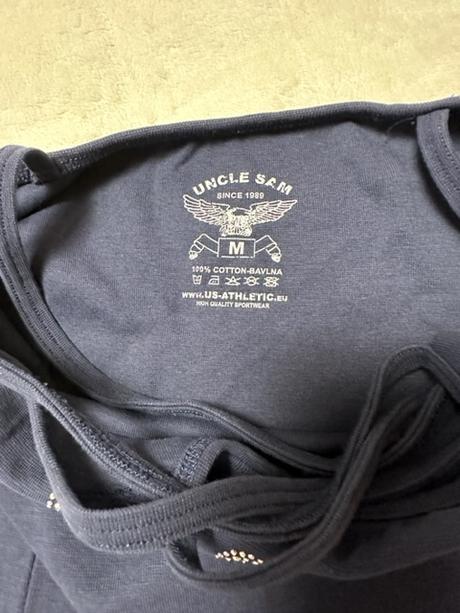 UNCLE SAM
SINCE 1989
M
100% COTTON-BAVLNA
WWW.US-ATHLETIC.EU
HIGH QUALITY SPORTWEAR